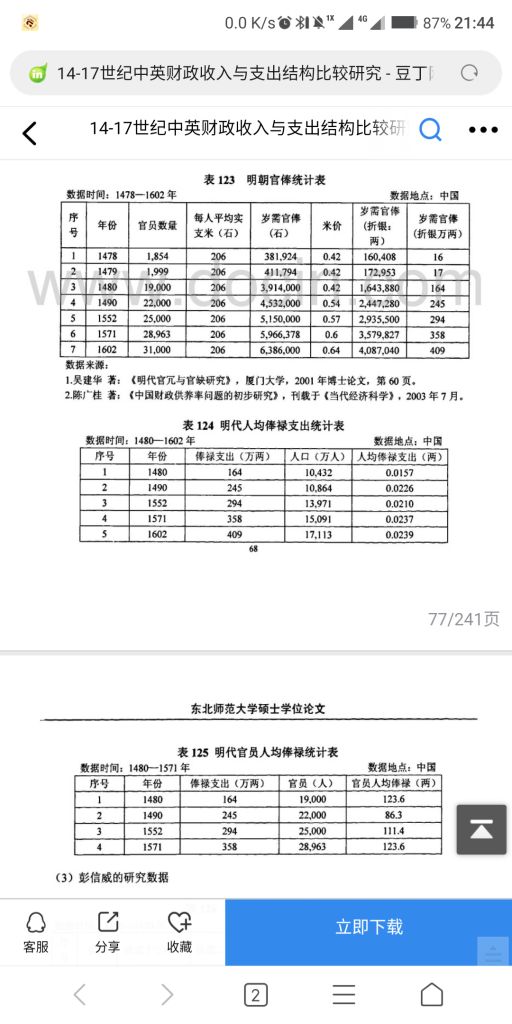 0.0 K/s 1X 4G 87% 21:44
14-17世纪中英财政收入与支出结构比较研究 - 豆丁
14-17世纪中英财政收入与支出结构比较研
表 123 明朝官俸统计表
数据时间：1478—1602 年 数据地点：中国
序号 年份 官员数量 每人平均实支米（石） 岁需官俸（石） 米价 岁需官俸（折银：两） 岁需官俸（折银万两）
1 1478 1,854 206 381,924 0.42 160,408 16
2 1479 1,999 206 411,794 0.42 172,953 17
3 1480 19,000 206 3,914,000 0.42 1,643,880 164
4 1490 22,000 206 4,532,000 0.54 2,447,280 245
5 1552 25,000 206 5,150,000 0.57 2,935,500 294
6 1571 28,963 206 5,966,378 0.6 3,579,827 358
7 1602 31,000 206 6,386,000 0.64 4,087,040 409
数据来源：
1.吴建华 著：《明代官冗与官缺研究》，厦门大学，2001 年博士论文，第 60 页。
2.陈广桂 著：《中国财政供养率问题的初步研究》，刊载于《当代经济科学》，2003 年 7 月。
表 124 明代人均俸禄支出统计表
数据时间：1480—1602 年 数据地点：中国
序号 年份 俸禄支出（万两） 人口（万人） 人均俸禄支出（两）
1 1480 164 10,432 0.0157
2 1490 245 10,864 0.0226
3 1552 294 13,971 0.0210
4 1571 358 15,091 0.0237
5 1602 409 17,113 0.0239
68
77/241页
东北师范大学硕士学位论文
表 125 明代官员人均俸禄统计表
数据时间：1480—1571 年 数据地点：中国
序号 年份 俸禄支出（万两） 官员（人） 官员人均俸禄（两）
1 1480 164 19,000 123.6
2 1490 245 22,000 86.3
3 1552 294 25,000 111.4
4 1571 358 28,963 123.6
（3）彭信威的研究数据
客服 分享 收藏 立即下载
2